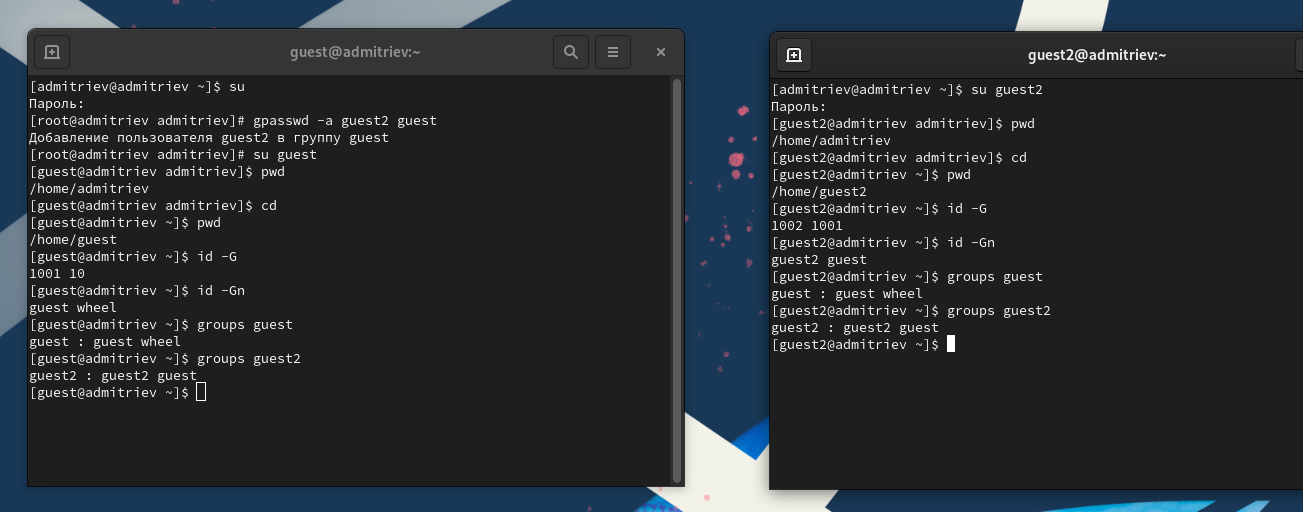 guest@admitriev:~
[admitriev@admitriev ~]$ su
Пароль:
[root@admitriev admitriev]# gpasswd -a guest2 guest
Добавление пользователя guest2 в группу guest
[root@admitriev admitriev]# su guest
[guest@admitriev admitriev]$ pwd
/home/admitriev
[guest@admitriev admitriev]$ cd
[guest@admitriev ~]$ pwd
/home/guest
[guest@admitriev ~]$ id -G
1001 10
[guest@admitriev ~]$ id -Gn
guest wheel
[guest@admitriev ~]$ groups guest
guest : guest wheel
[guest@admitriev ~]$ groups guest2
guest2 : guest2 guest
[guest@admitriev ~]$
guest2@admitriev:~
[admitriev@admitriev ~]$ su guest2
Пароль:
[guest2@admitriev admitriev]$ pwd
/home/admitriev
[guest2@admitriev admitriev]$ cd
[guest2@admitriev ~]$ pwd
/home/guest2
[guest2@admitriev ~]$ id -G
1002 1001
[guest2@admitriev ~]$ id -Gn
guest2 guest
[guest2@admitriev ~]$ groups guest
guest : guest wheel
[guest2@admitriev ~]$ groups guest2
guest2 : guest2 guest
[guest2@admitriev ~]$